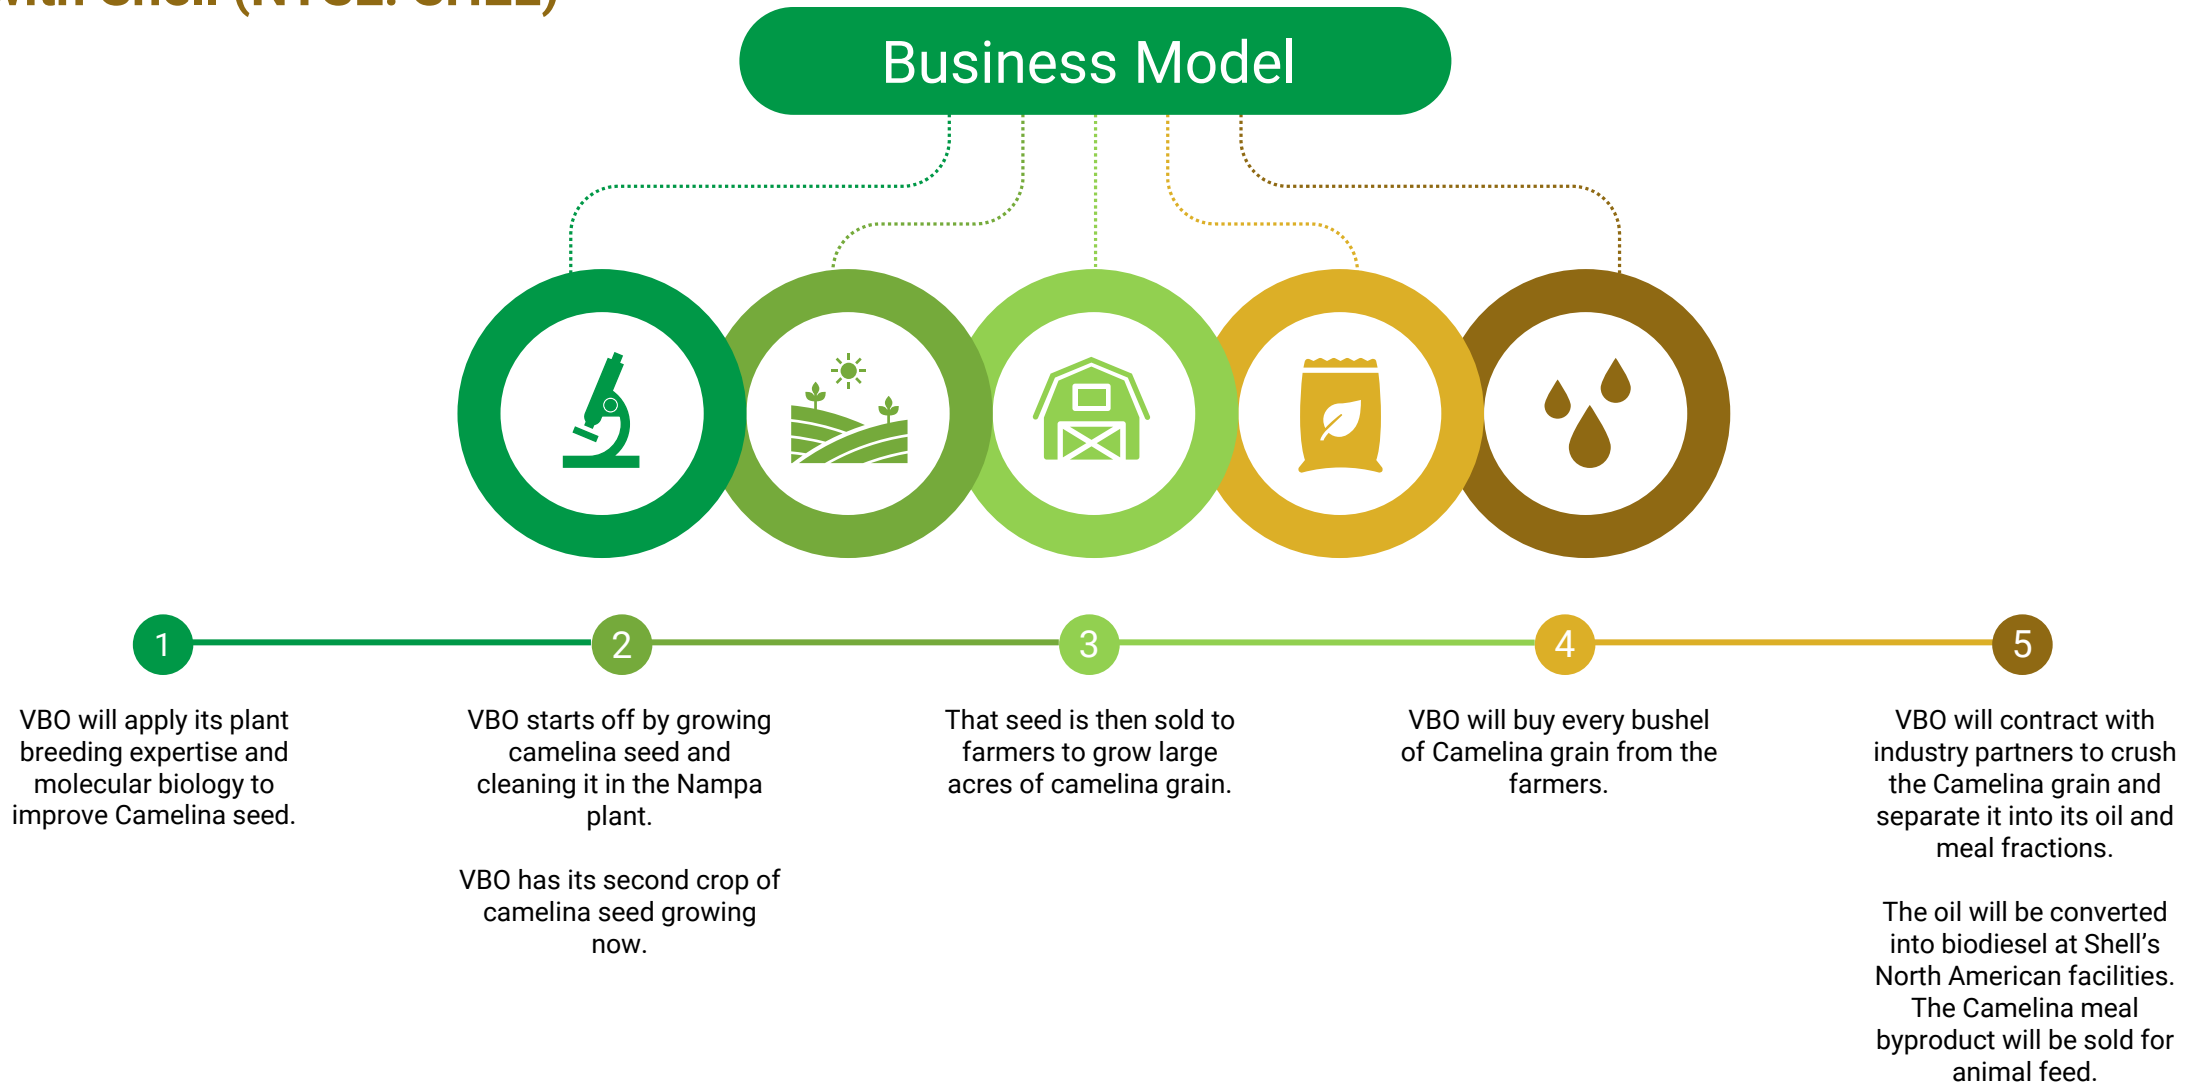 with Shell (NYSE: SHEL)
Business Model
1
VBO will apply its plant
breeding expertise and
molecular biology to
improve Camelina seed.
2
VBO starts off by growing
camelina seed and
cleaning it in the Nampa
plant.
VBO has its second crop of
camelina seed growing
now.
3
That seed is then sold to
farmers to grow large
acres of camelina grain.
4
VBO will buy every bushel
of Camelina grain from the
farmers.
5
VBO will contract with
industry partners to crush
the Camelina grain and
separate it into its oil and
meal fractions.
The oil will be converted
into biodiesel at Shell’s
North American facilities.
The Camelina meal
byproduct will be sold for
animal feed.